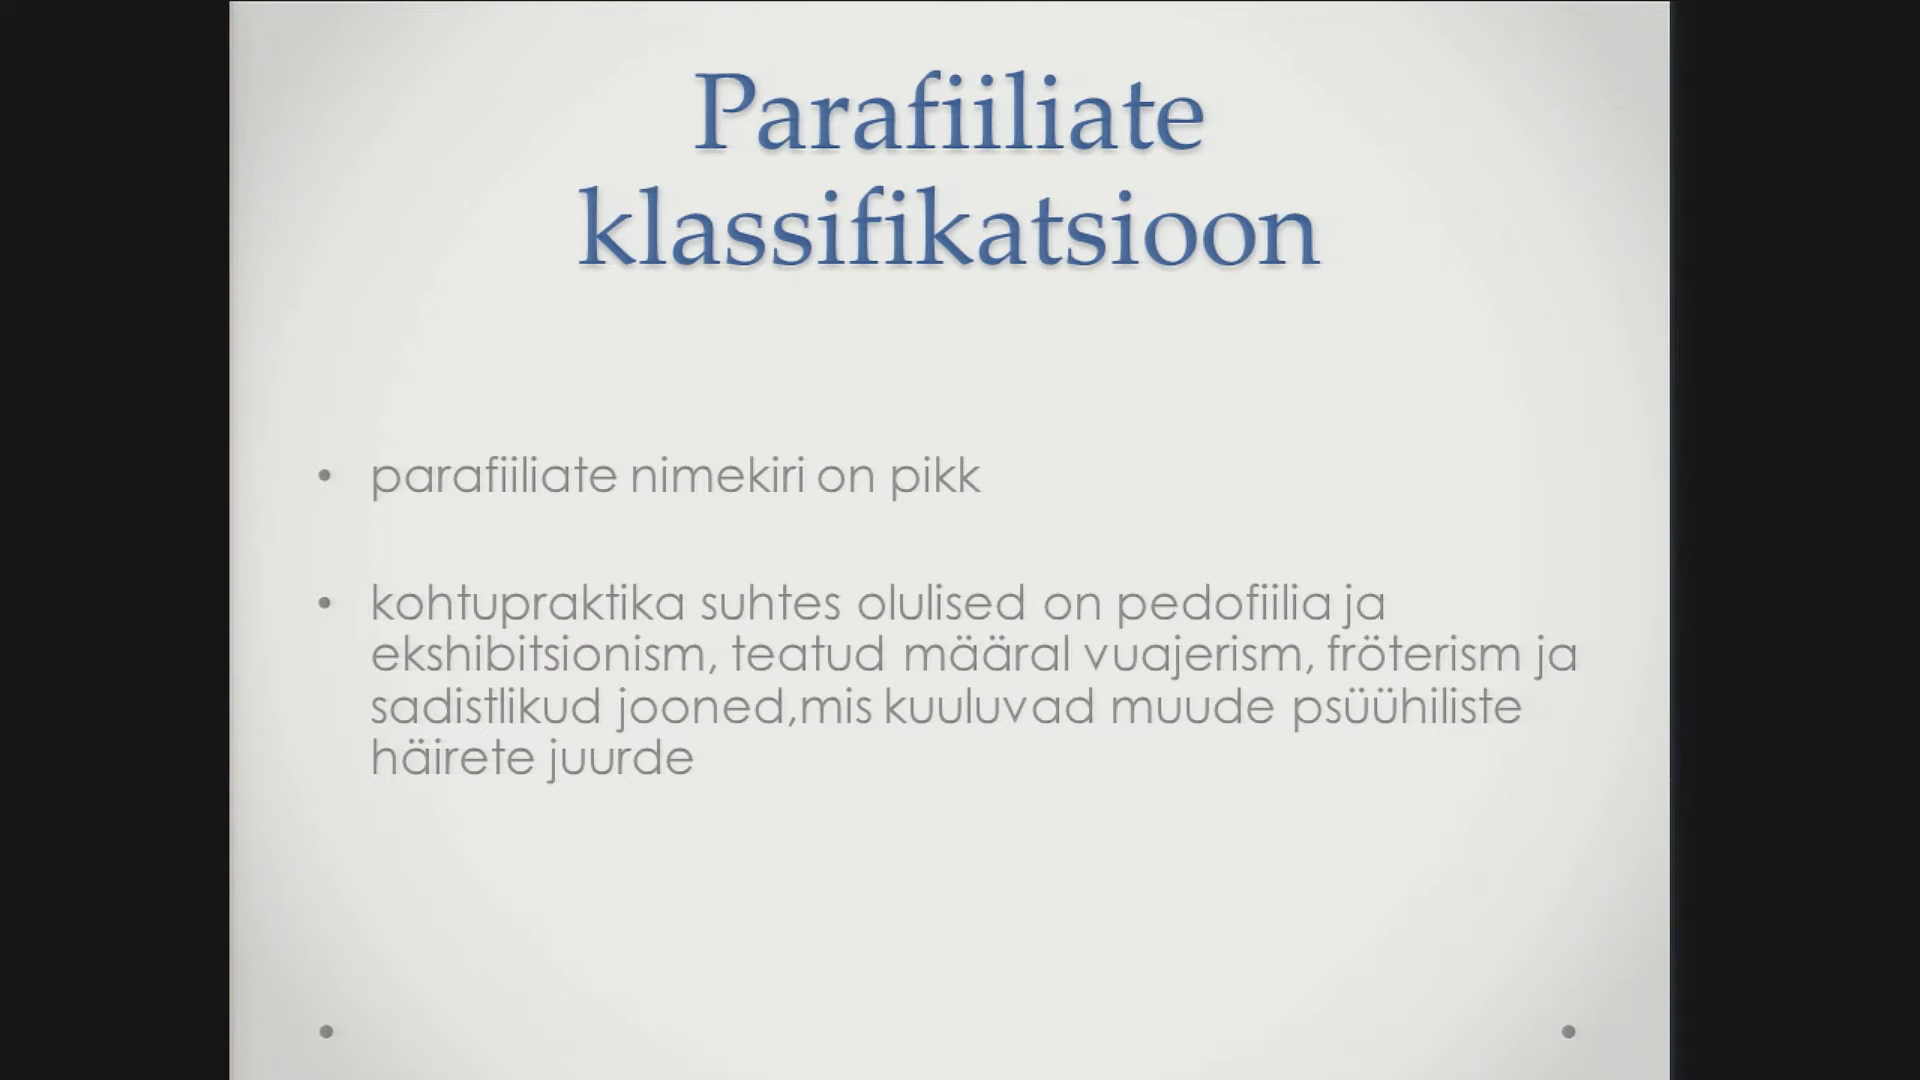 Parafiiliate
klassifikatsioon
• parafiiliate nimekiri on pikk
• kohtupraktika suhtes olulised on pedofiilia ja
ekshibitsionism, teatud määral vuajerism, fröterism ja
sadistlikud jooned,mis kuuluvad muude psüühiliste
häirete juurde